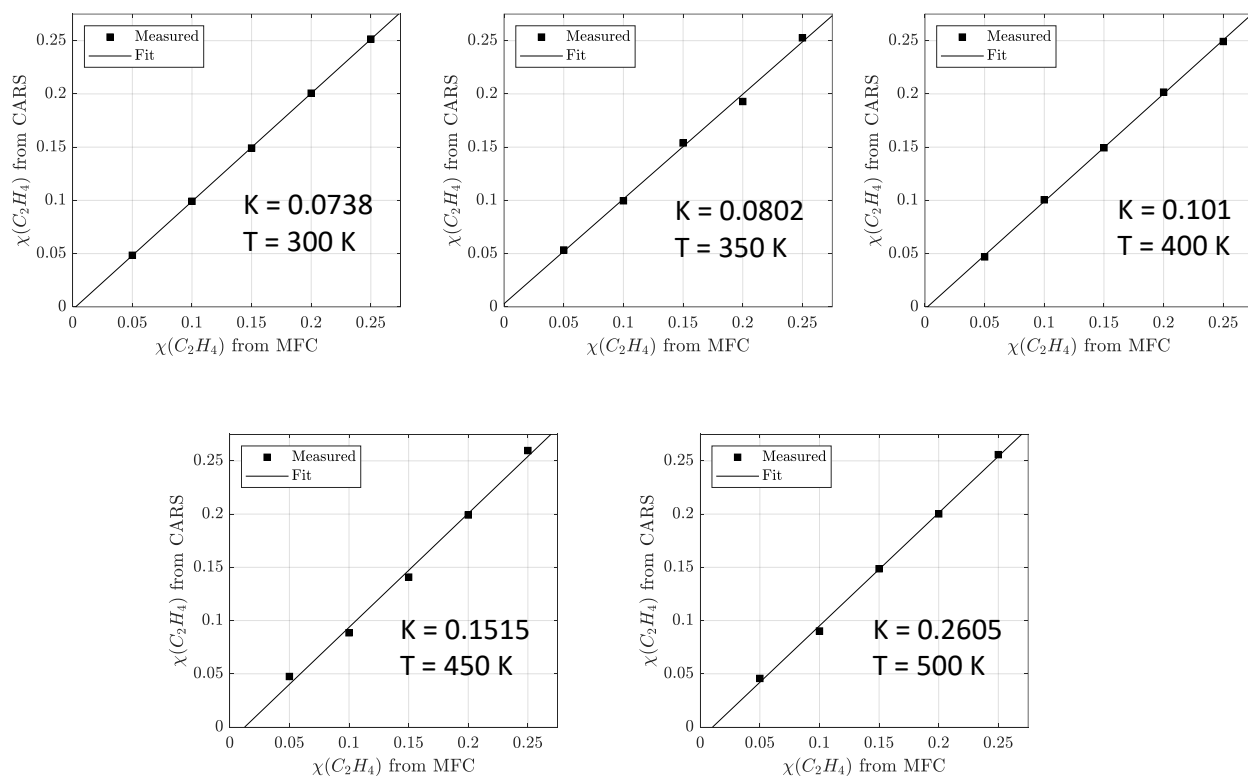 Measured
Fit
0.25
0.2
0.15
0.1
0.05
0
χ(C₂H₄) from CARS
K = 0.0738
T = 300 K
0 0.05 0.1 0.15 0.2 0.25
χ(C₂H₄) from MFC
Measured
Fit
0.25
0.2
0.15
0.1
0.05
0
χ(C₂H₄) from CARS
K = 0.0802
T = 350 K
0 0.05 0.1 0.15 0.2 0.25
χ(C₂H₄) from MFC
Measured
Fit
0.25
0.2
0.15
0.1
0.05
0
χ(C₂H₄) from CARS
K = 0.101
T = 400 K
0 0.05 0.1 0.15 0.2 0.25
χ(C₂H₄) from MFC
Measured
Fit
0.25
0.2
0.15
0.1
0.05
0
χ(C₂H₄) from CARS
K = 0.1515
T = 450 K
0 0.05 0.1 0.15 0.2 0.25
χ(C₂H₄) from MFC
Measured
Fit
0.25
0.2
0.15
0.1
0.05
0
χ(C₂H₄) from CARS
K = 0.2605
T = 500 K
0 0.05 0.1 0.15 0.2 0.25
χ(C₂H₄) from MFC